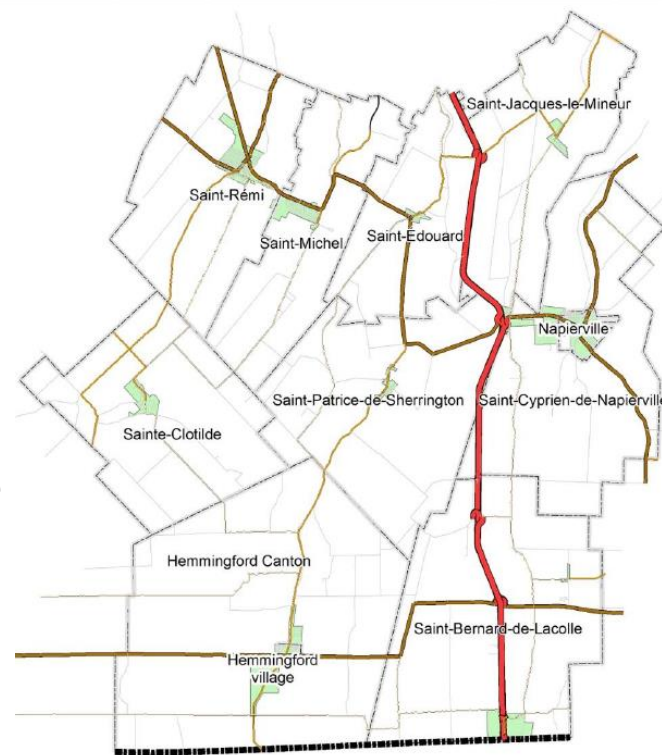 Saint-Jacques-le-Mineur
Saint-Rémi
Saint-Michel
Saint-Edouard
Napierville
Saint-Patrice-de-Sherrington
Saint-Cyprien-de-Napierville
Sainte-Clotilde
Hemmingford Canton
Saint-Bernard-de-Lacolle
Hemmingford
village